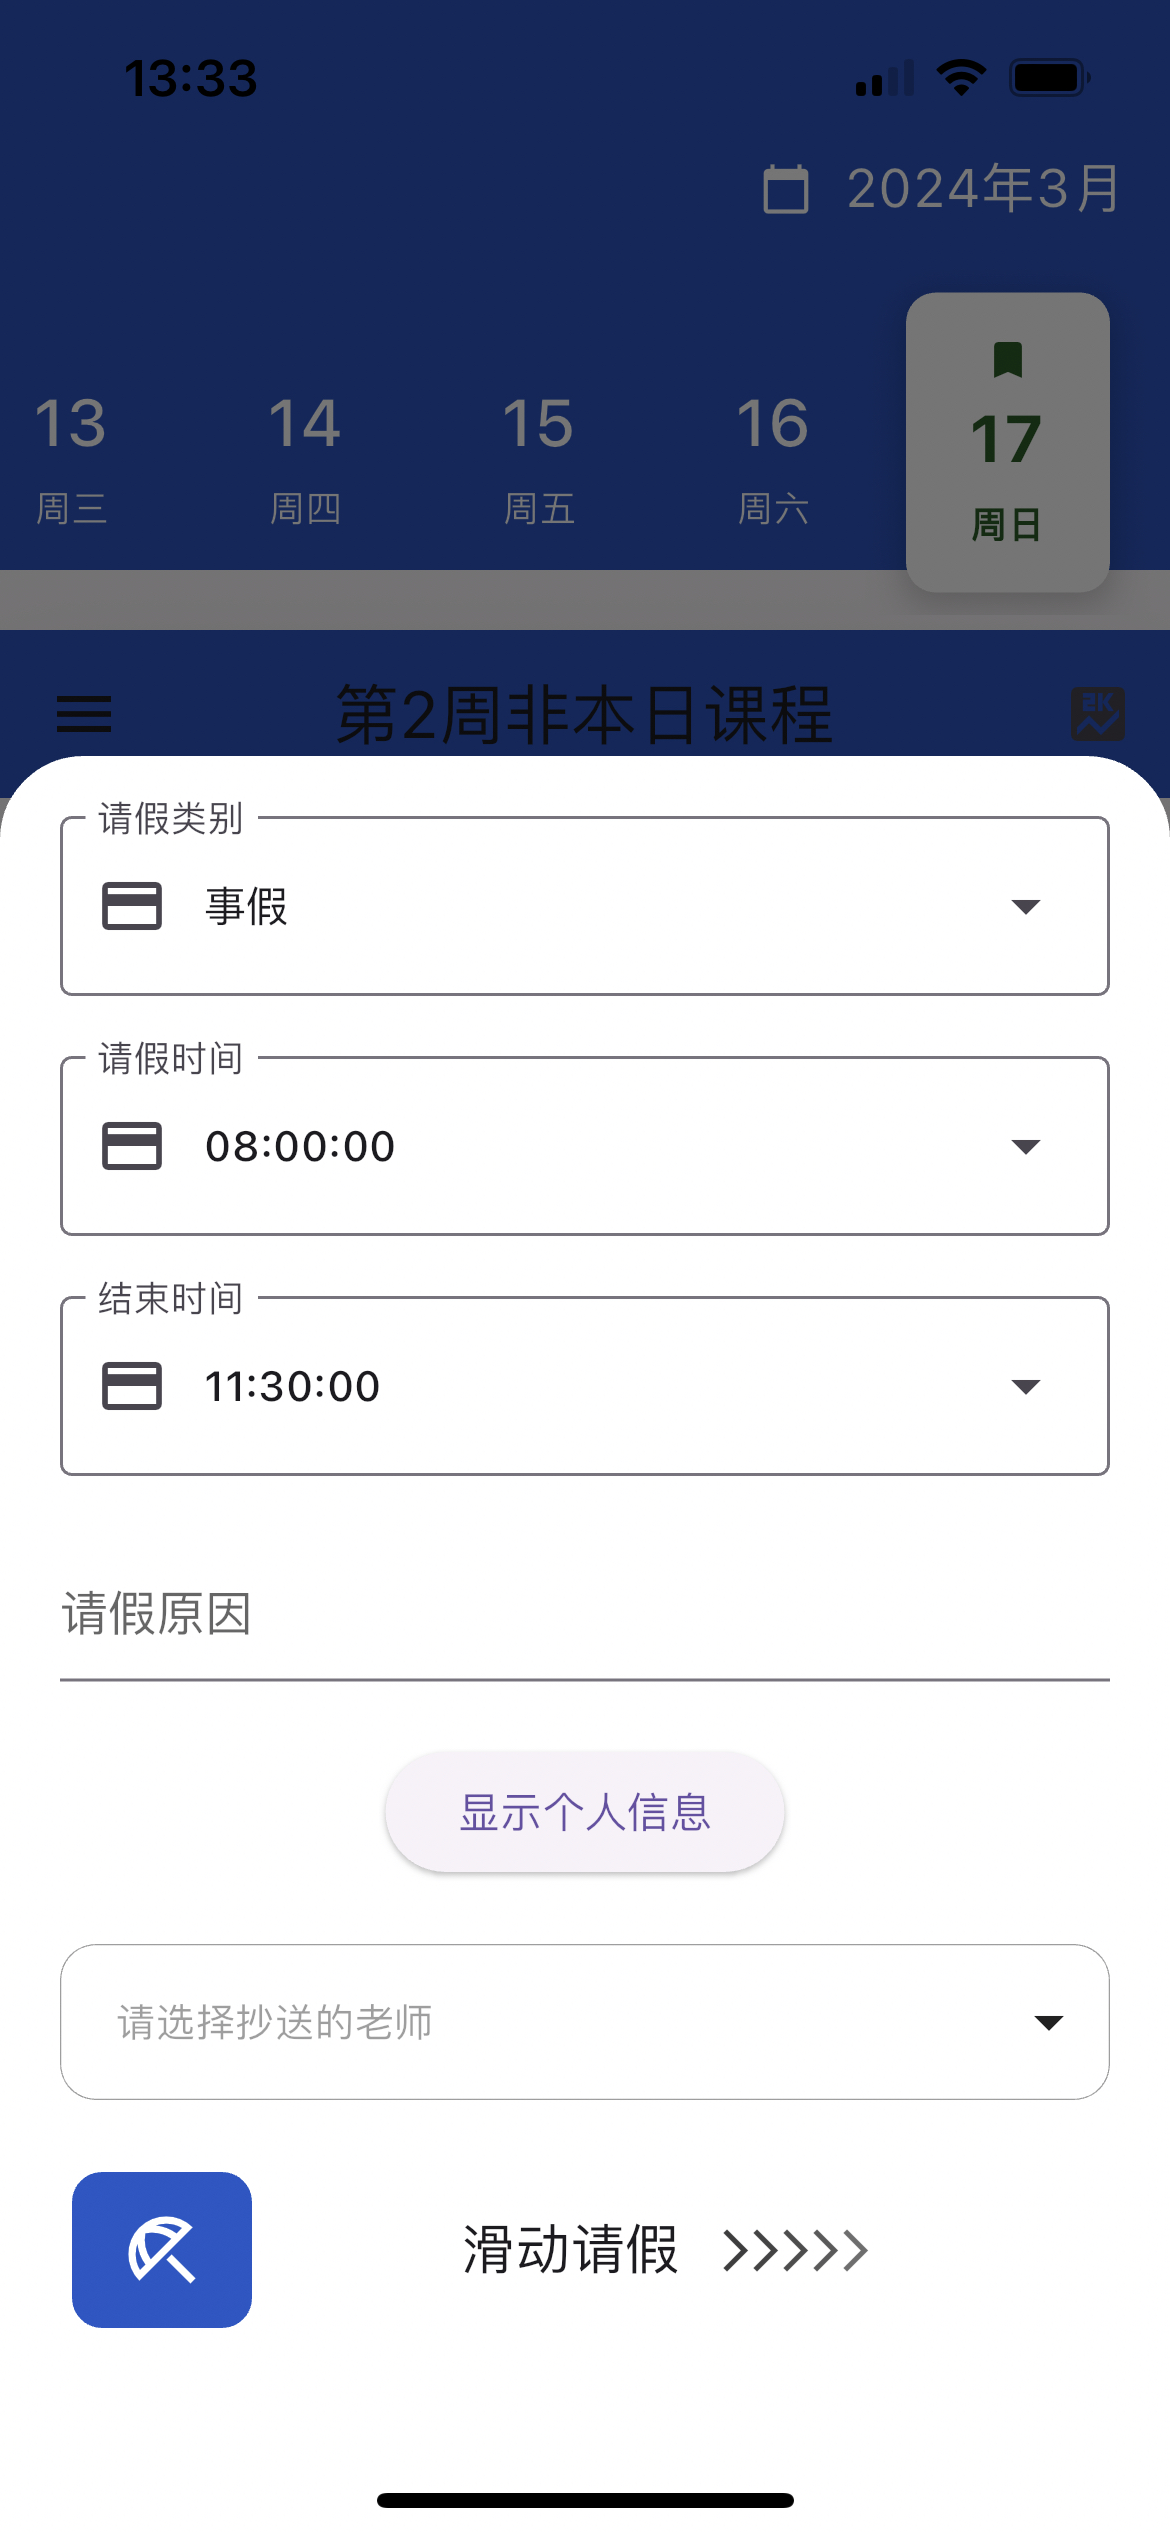 13:33
2024年3月
13 14 15 16 17
周三 周四 周五 周六 周日
第2周非本日课程
请假类别
事假
请假时间
08:00:00
结束时间
11:30:00
请假原因
显示个人信息
请选择抄送的老师
滑动请假